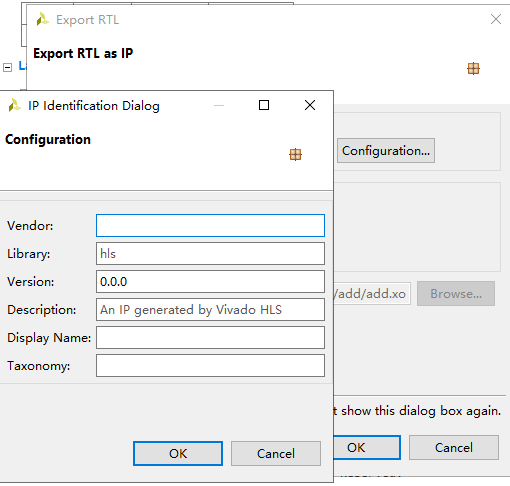 Export RTL
Export RTL as IP
IP Identification Dialog
Configuration
Configuration...
Vendor:
Library: hls
Version: 0.0.0
/add/add.xo Browse...
Description: An IP generated by Vivado HLS
Display Name:
Taxonomy:
t show this dialog box again.
OK Cancel
OK Cancel